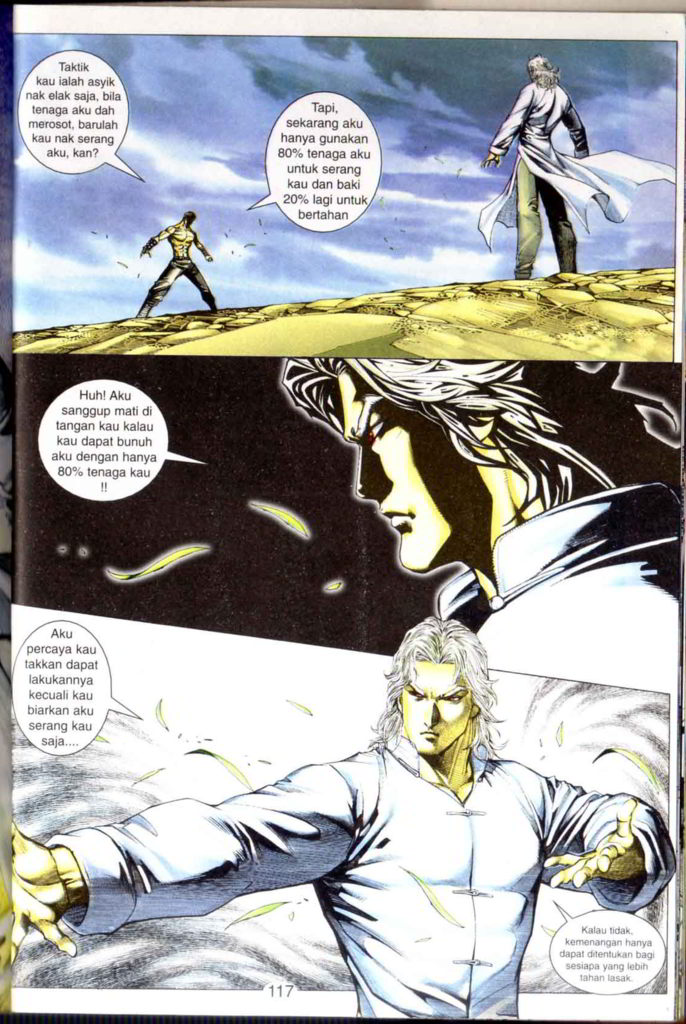 Taktik
kau ialah asyik
nak elak saja, bila
tenaga aku dah
merosot, barulah
kau nak serang
aku, kan?
Tapi,
sekarang aku
hanya gunakan
80% tenaga aku
untuk serang
kau dan baki
20% lagi untuk
bertahan
Huh! Aku
sanggup mati di
tangan kau kalau
kau dapat bunuh
aku dengan hanya
80% tenaga kau
!!
Aku
percaya kau
takkan dapat
lakukannya
kecuali kau
biarkan aku
serang kau
saja....
Kalau tidak,
kemenangan hanya
dapat ditentukan bagi
sesiapa yang lebih
tahan lasak.
117